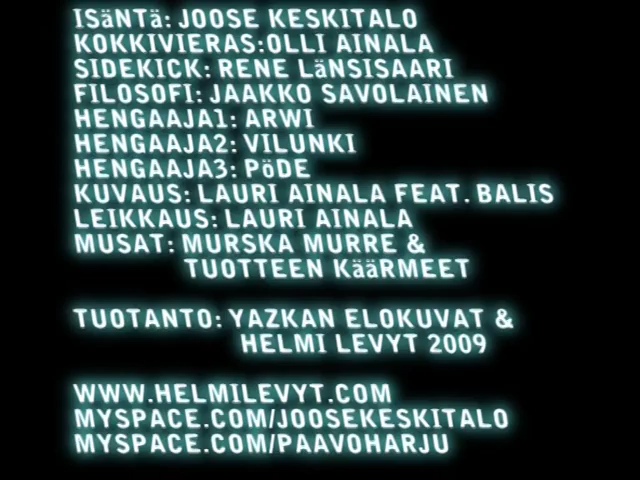 ISäNTä: JOOSE KESKITALO
KOKKIVIERAS:OLLI AINALA
SIDEKICK: RENE LäNSISAARI
FILOSOFI: JAAKKO SAVOLAINEN
HENGAAJA1: ARWI
HENGAAJA2: VILUNKI
HENGAAJA3: PöDE
KUVAUS: LAURI AINALA FEAT. BALIS
LEIKKAUS: LAURI AINALA
MUSAT: MURSKA MURRE &
TUOTTEEN KääRMEET
TUOTANTO: YAZKAN ELOKUVAT &
HELMI LEVYT 2009
WWW.HELMILEVYT.COM
MYSPACE.COM/JOOSEKESKITALO
MYSPACE.COM/PAAVOHARJU